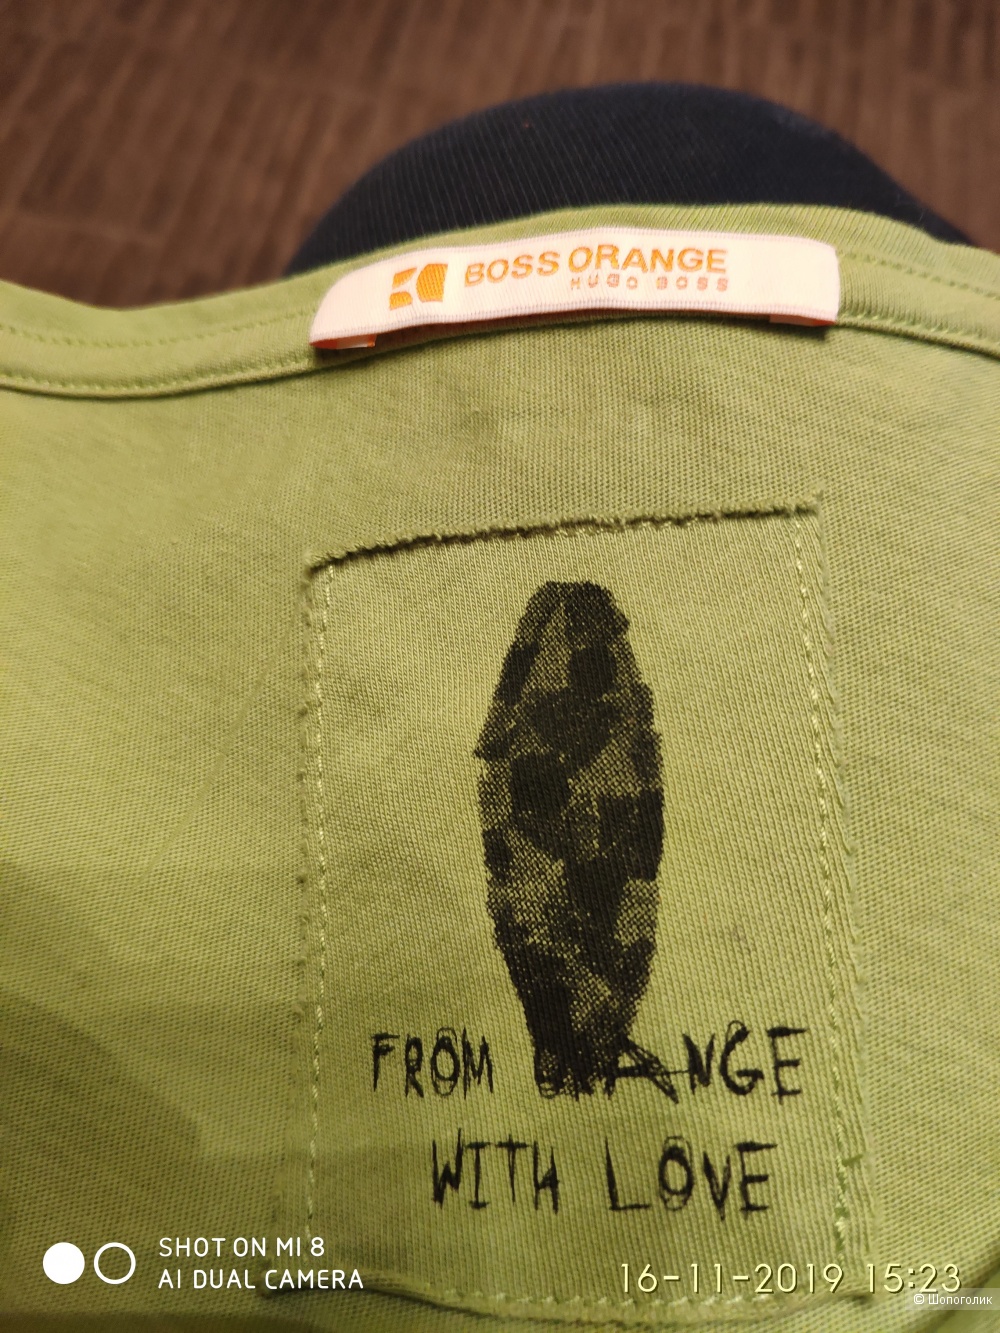 BOSS ORANGE
HUGO BOSS
FROM ORANGE
WITH LOVE
SHOT ON MI 8
AI DUAL CAMERA
16-11-2019 15:23
© Шопоголик